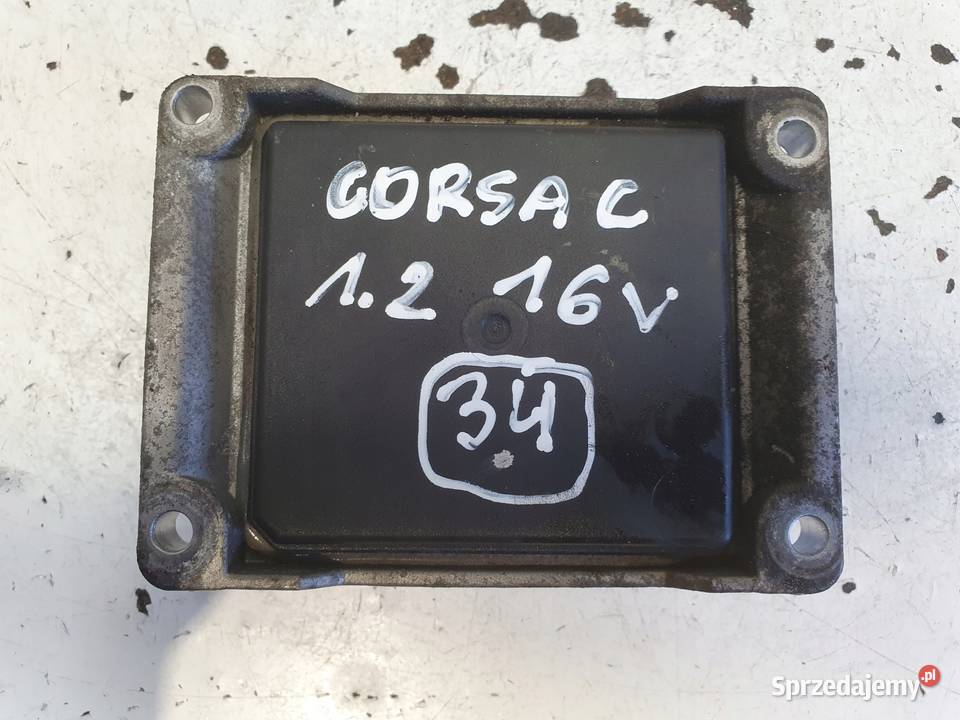 CORSA C
1.2 16V
34
Sprzedajemy.pl